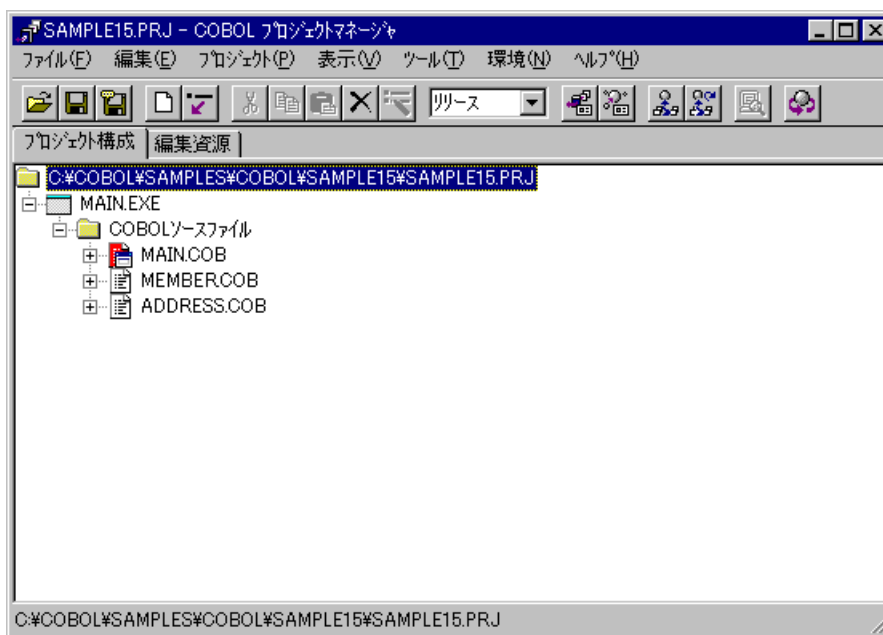 SAMPLE15.PRJ - COBOL ﾌﾟﾛｼﾞｪｸﾄﾏﾈｰｼﾞｬ
ﾌｧｲﾙ(F) 編集(E) ﾌﾟﾛｼﾞｪｸﾄ(P) 表示(V) ﾂｰﾙ(T) 環境(N) ﾍﾙﾌﾟ(H)
ﾘﾘｰｽ
ﾌﾟﾛｼﾞｪｸﾄ構成 編集資源
C:¥COBOL¥SAMPLES¥COBOL¥SAMPLE15¥SAMPLE15.PRJ
MAIN.EXE
COBOLｿｰｽﾌｧｲﾙ
MAIN.COB
MEMBER.COB
ADDRESS.COB
C:¥COBOL¥SAMPLES¥COBOL¥SAMPLE15¥SAMPLE15.PRJ